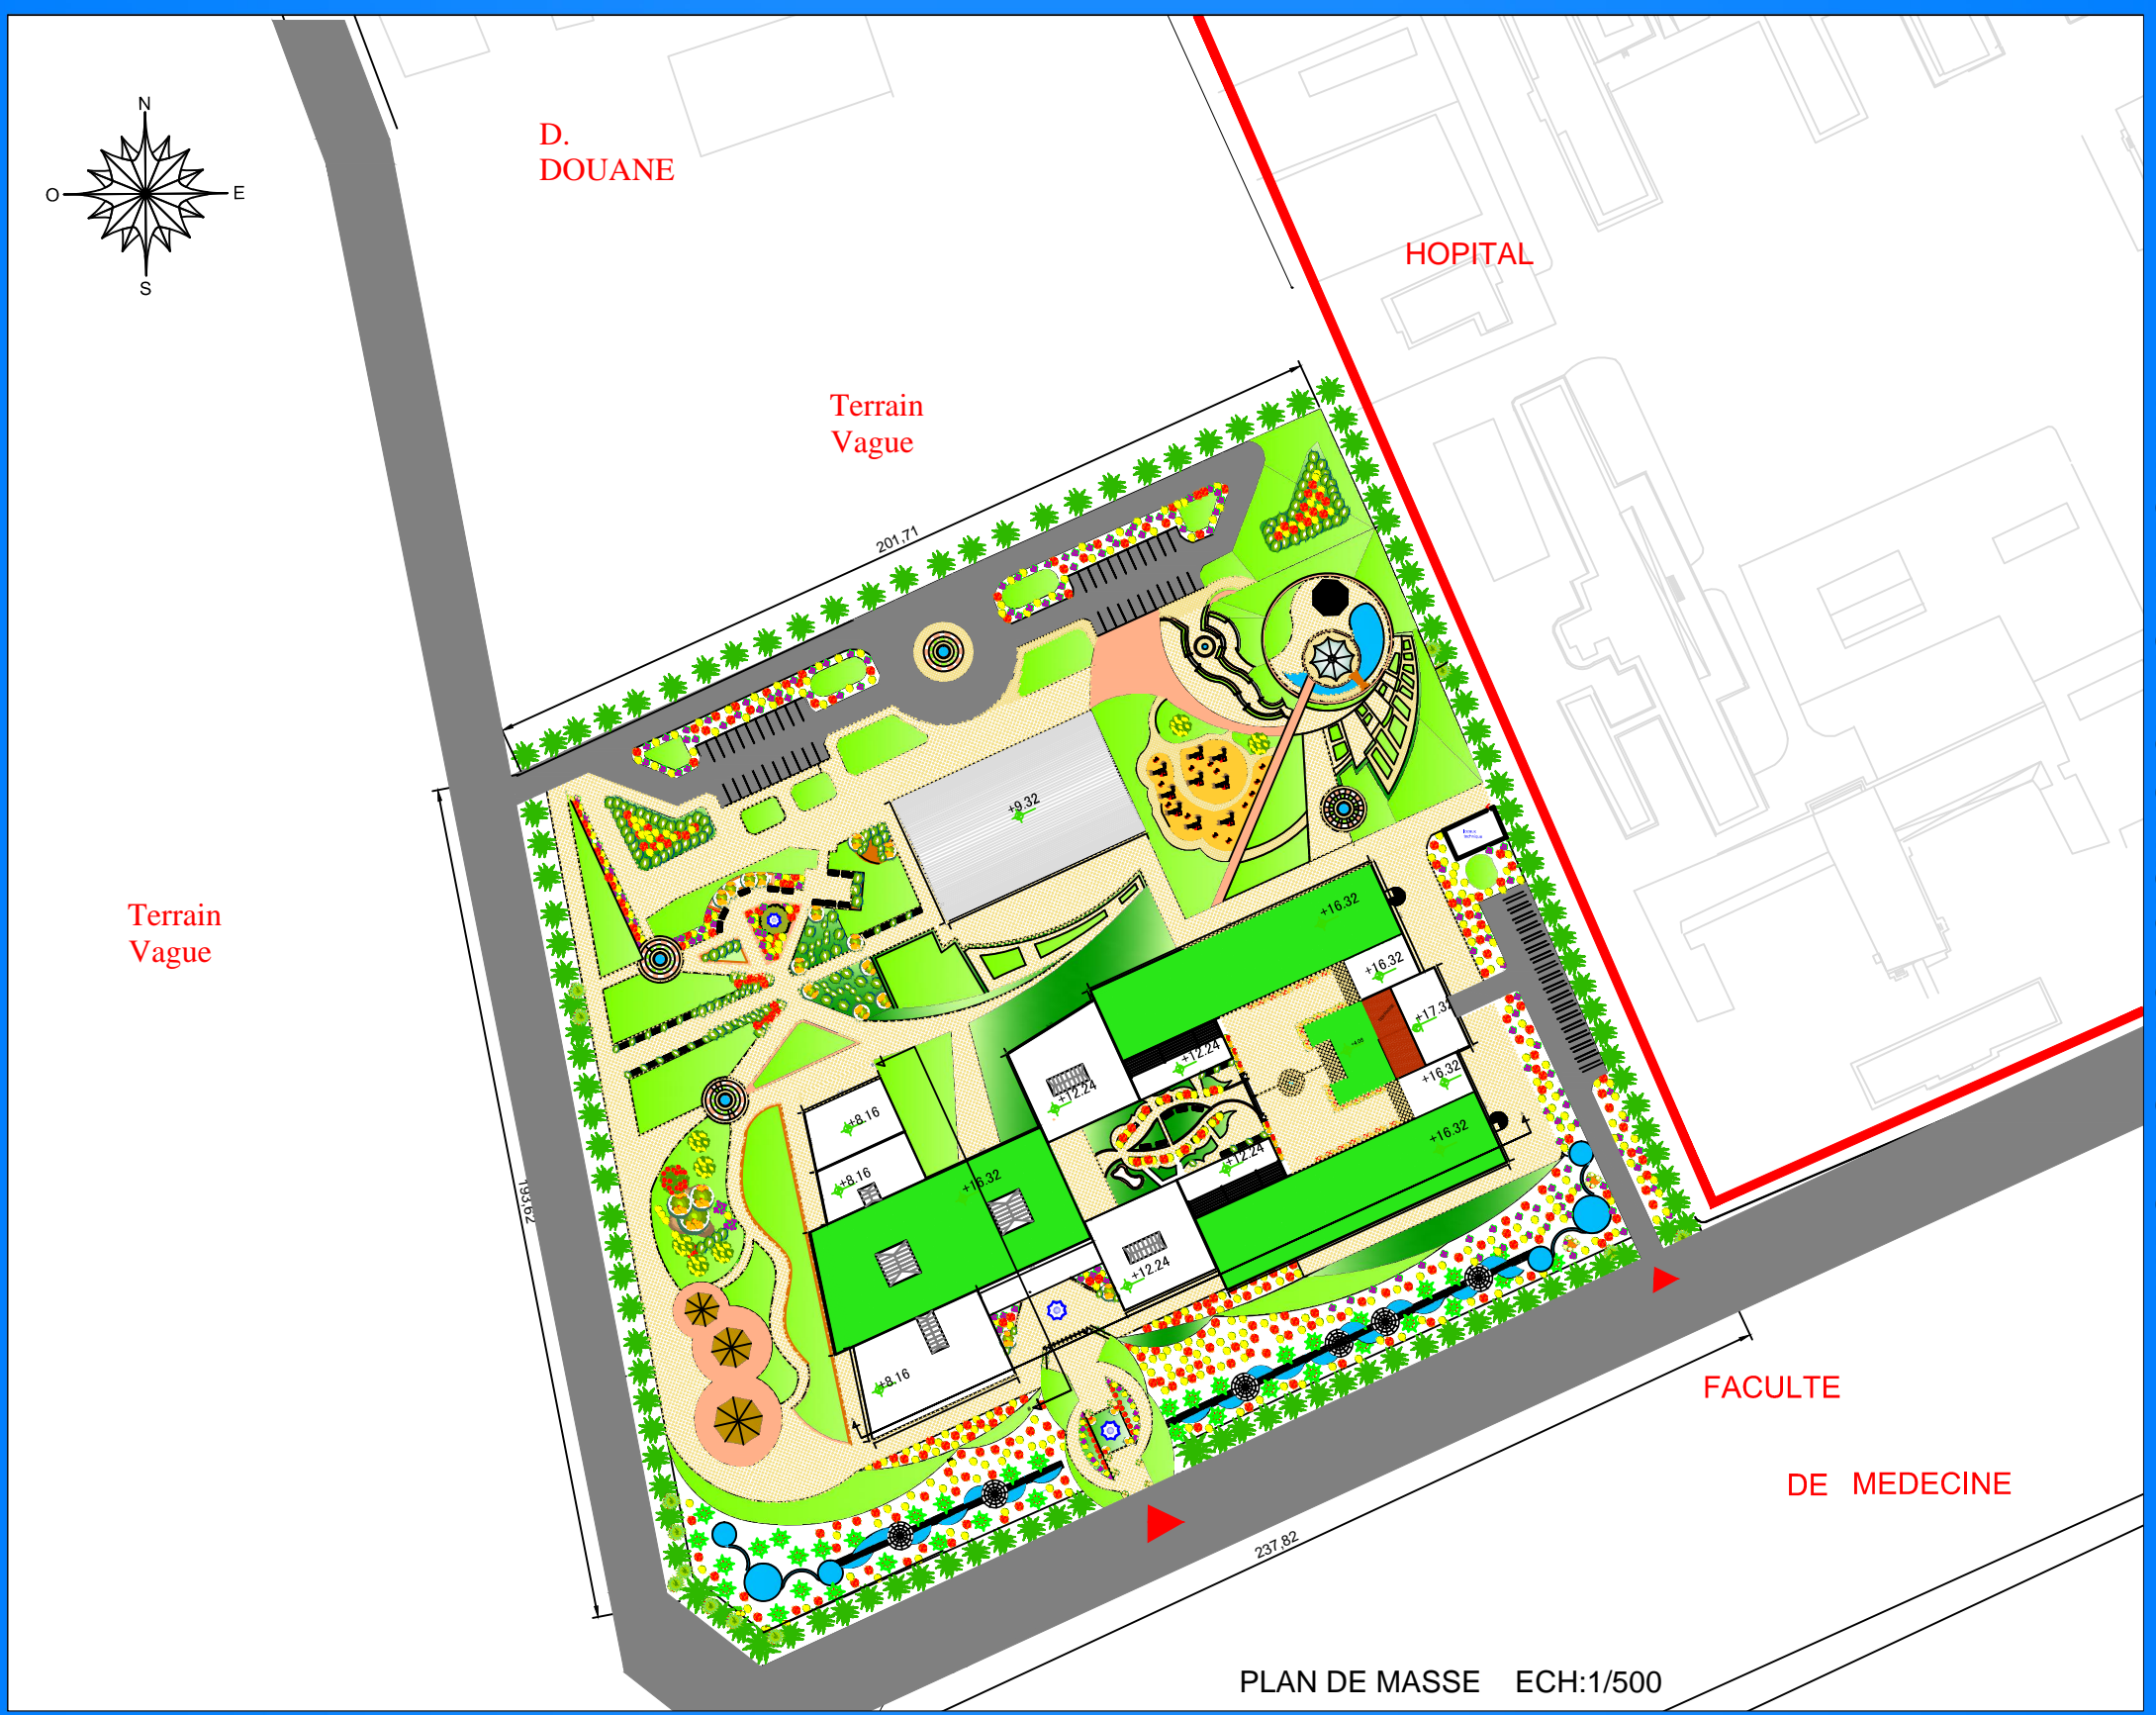 N
O
E
S
D.
DOUANE
HOPITAL
Terrain
Vague
201,71
+9.32
Terrain
Vague
+16.32
+16.32
+17.32
+12.24
+12.24
+16.32
+8.16
+16.32
+8.16
+12.24
+16.32
+12.24
193,62
+8.16
FACULTE
DE MEDECINE
237,82
PLAN DE MASSE ECH:1/500